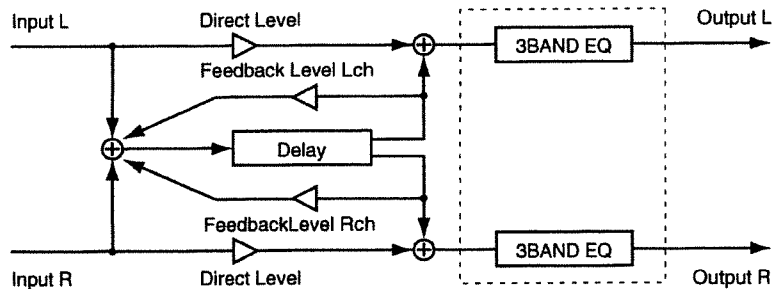 Input L
Direct Level
Output L
3BAND EQ
Feedback Level Lch
Delay
FeedbackLevel Rch
3BAND EQ
Input R
Direct Level
Output R